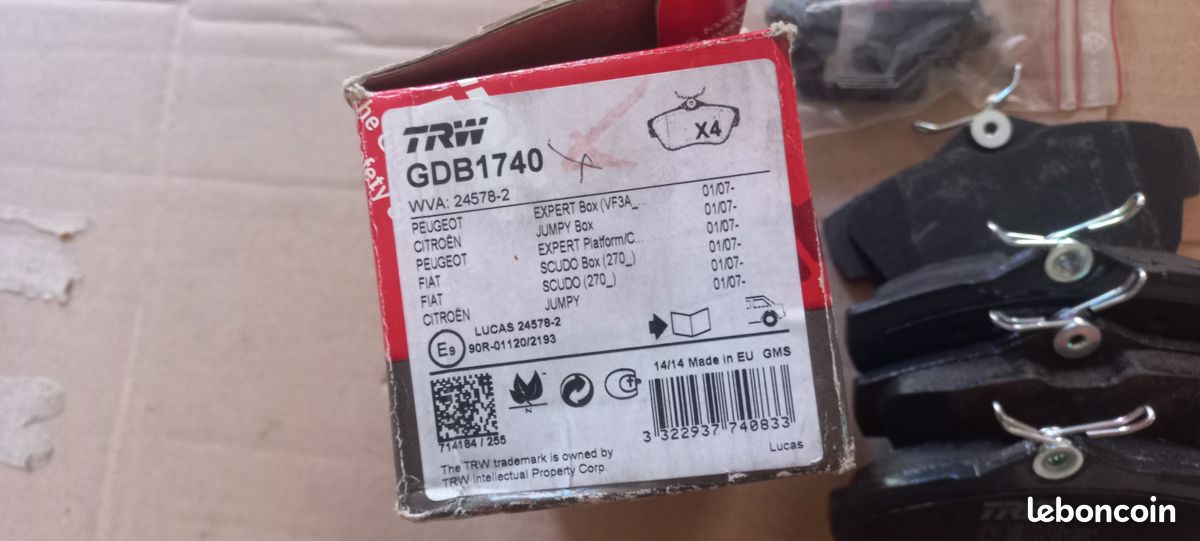 TRW
GDB1740
X4
WVA: 24578-2
PEUGEOT EXPERT Box (VF3A_... 01/07-
CITROËN JUMPY Box 01/07-
PEUGEOT EXPERT Platform/C... 01/07-
FIAT SCUDO Box (270_) 01/07-
FIAT SCUDO (270_) 01/07-
CITROËN JUMPY 01/07-
E9
LUCAS 24578-2
90R-01120/2193
14/14 Made in EU GMS
714184 / 255
3 322937 740833
The TRW trademark is owned by
TRW Intellectual Property Corp.
Lucas
TRW
leboncoin